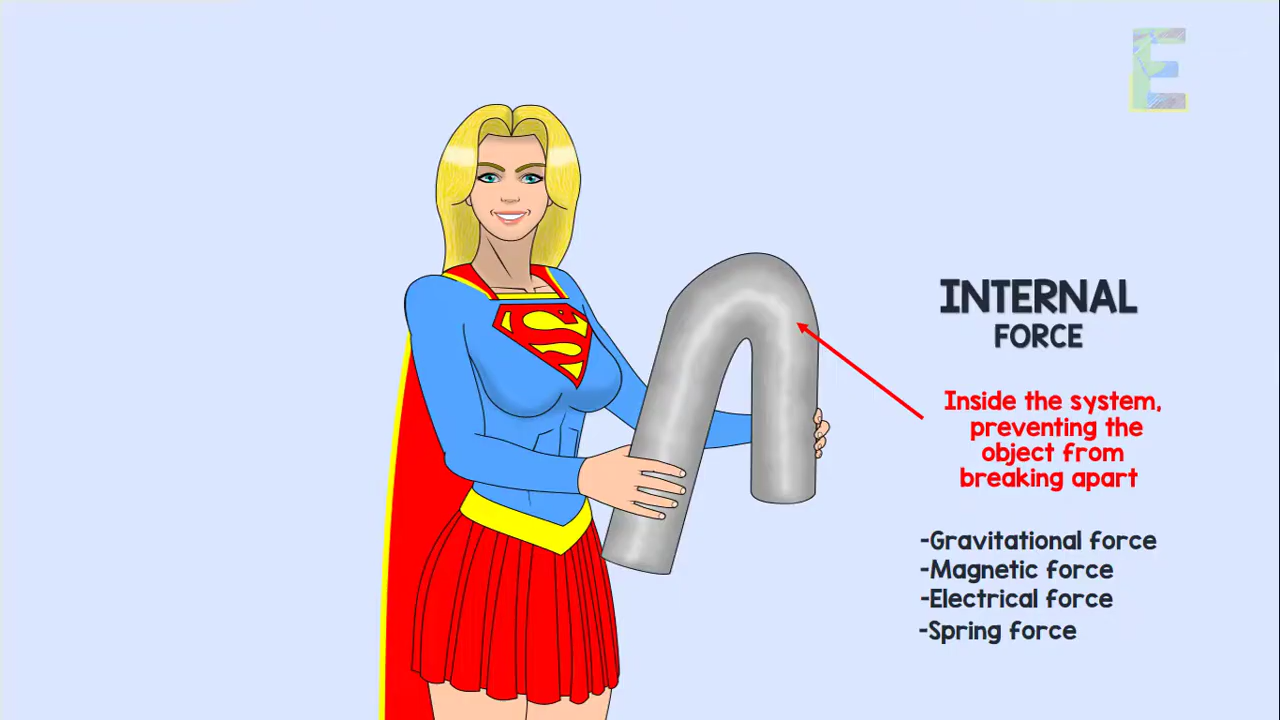 E
INTERNAL
FORCE
Inside the system,
preventing the
object from
breaking apart
-Gravitational force
-Magnetic force
-Electrical force
-Spring force
S